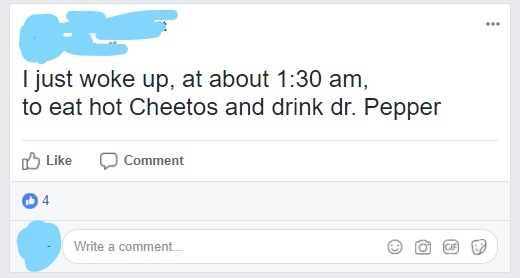 I just woke up, at about 1:30 am,
to eat hot Cheetos and drink dr. Pepper
Like Comment
4
Write a comment... GIF